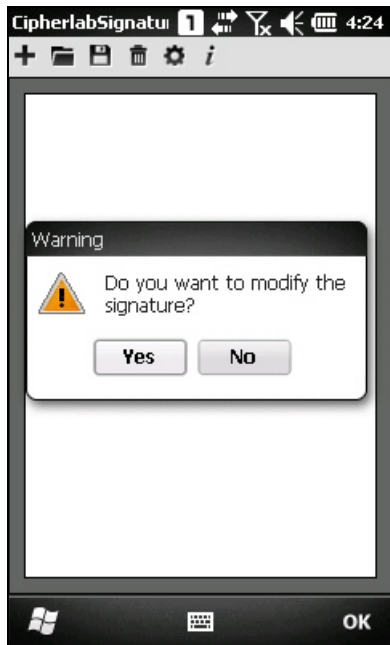 CipherlabSignatu 1 4:24
i
Warning
Do you want to modify the
signature?
Yes No
OK